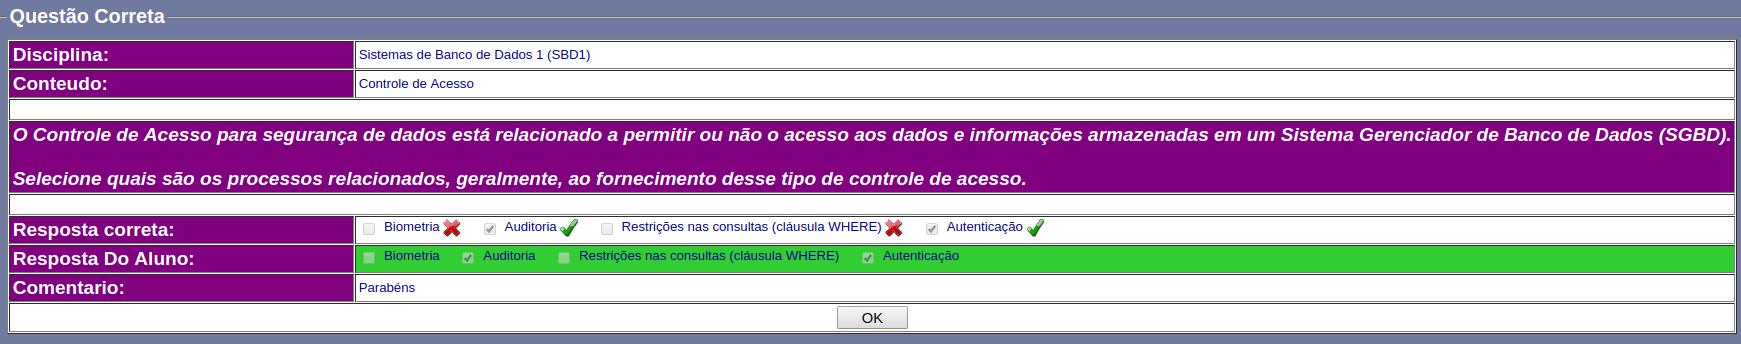 Questão Correta
Disciplina: Sistemas de Banco de Dados 1 (SBD1)
Conteudo: Controle de Acesso
O Controle de Acesso para segurança de dados está relacionado a permitir ou não o acesso aos dados e informações armazenadas em um Sistema Gerenciador de Banco de Dados (SGBD).
Selecione quais são os processos relacionados, geralmente, ao fornecimento desse tipo de controle de acesso.
Resposta correta: Biometria Auditoria Restrições nas consultas (cláusula WHERE) Autenticação
Resposta Do Aluno: Biometria Auditoria Restrições nas consultas (cláusula WHERE) Autenticação
Comentario: Parabéns
OK